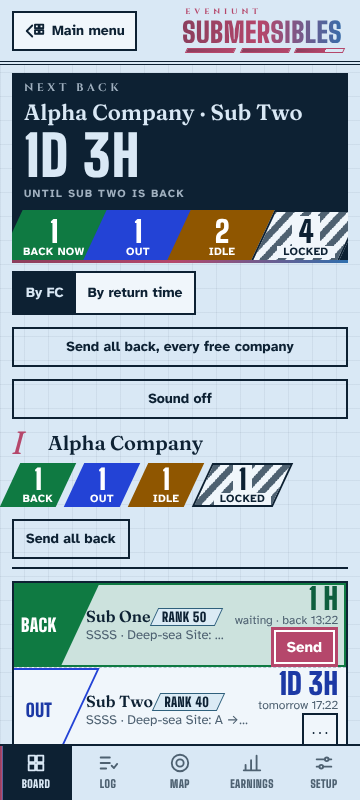 Main menu
EVENIUNT
SUBMERSIBLES
NEXT BACK
Alpha Company · Sub Two
1D 3H
UNTIL SUB TWO IS BACK
1 BACK NOW
1 OUT
2 IDLE
4 LOCKED
By FC
By return time
Send all back, every free company
Sound off
I Alpha Company
1 BACK
1 OUT
1 IDLE
1 LOCKED
Send all back
BACK
Sub One RANK 50
SSSS · Deep-sea Site: ...
1 H
waiting · back 13:22
Send
OUT
Sub Two RANK 40
SSSS · Deep-sea Site: A →...
1D 3H
tomorrow 17:22
...
BOARD
LOG
MAP
EARNINGS
SETUP